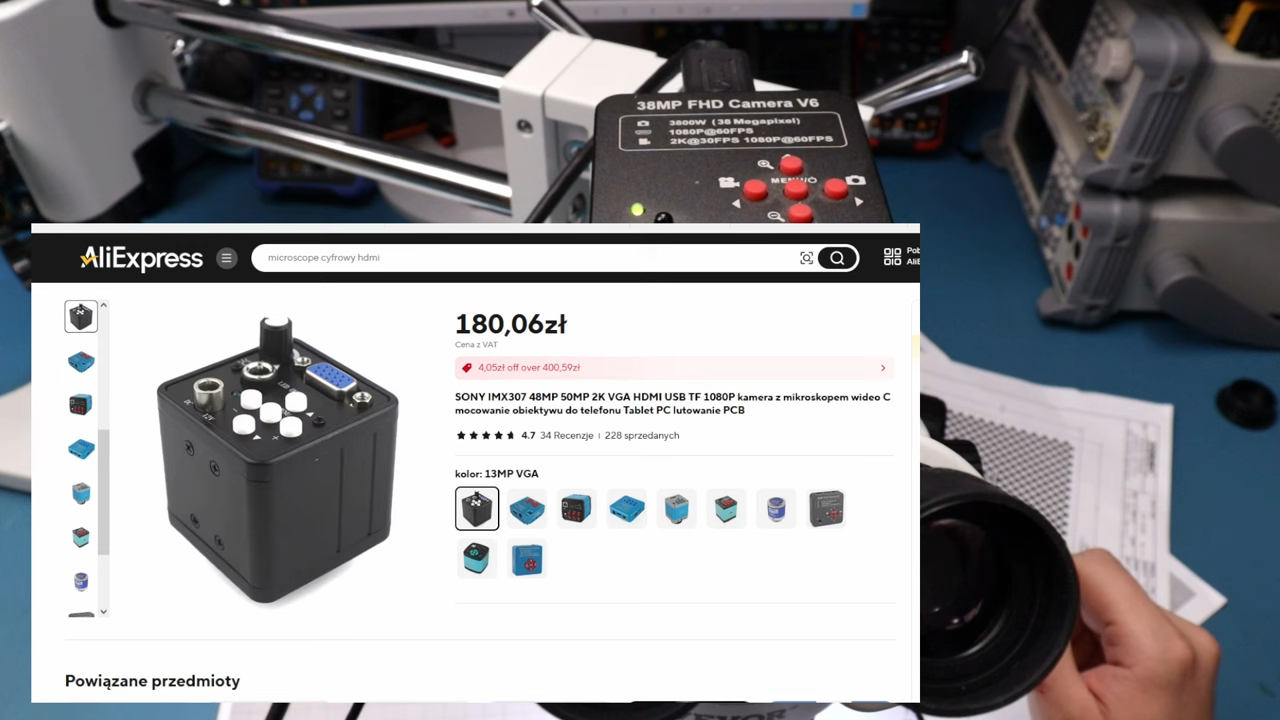 38MP FHD Camera V6
3800W (38 Megapixel)
1080P@60FPS
2K@30FPS 1080P@60FPS
AliExpress
microscope cyfrowy hdmi
180,06zł
Cena z VAT
4,05zł off over 400,59zł
SONY IMX307 48MP 50MP 2K VGA HDMI USB TF 1080P kamera z mikroskopem wideo C
mocowanie obiektywu do telefonu Tablet PC lutowanie PCB
4.7 34 Recenzje 228 sprzedanych
kolor: 13MP VGA
Powiązane przedmioty